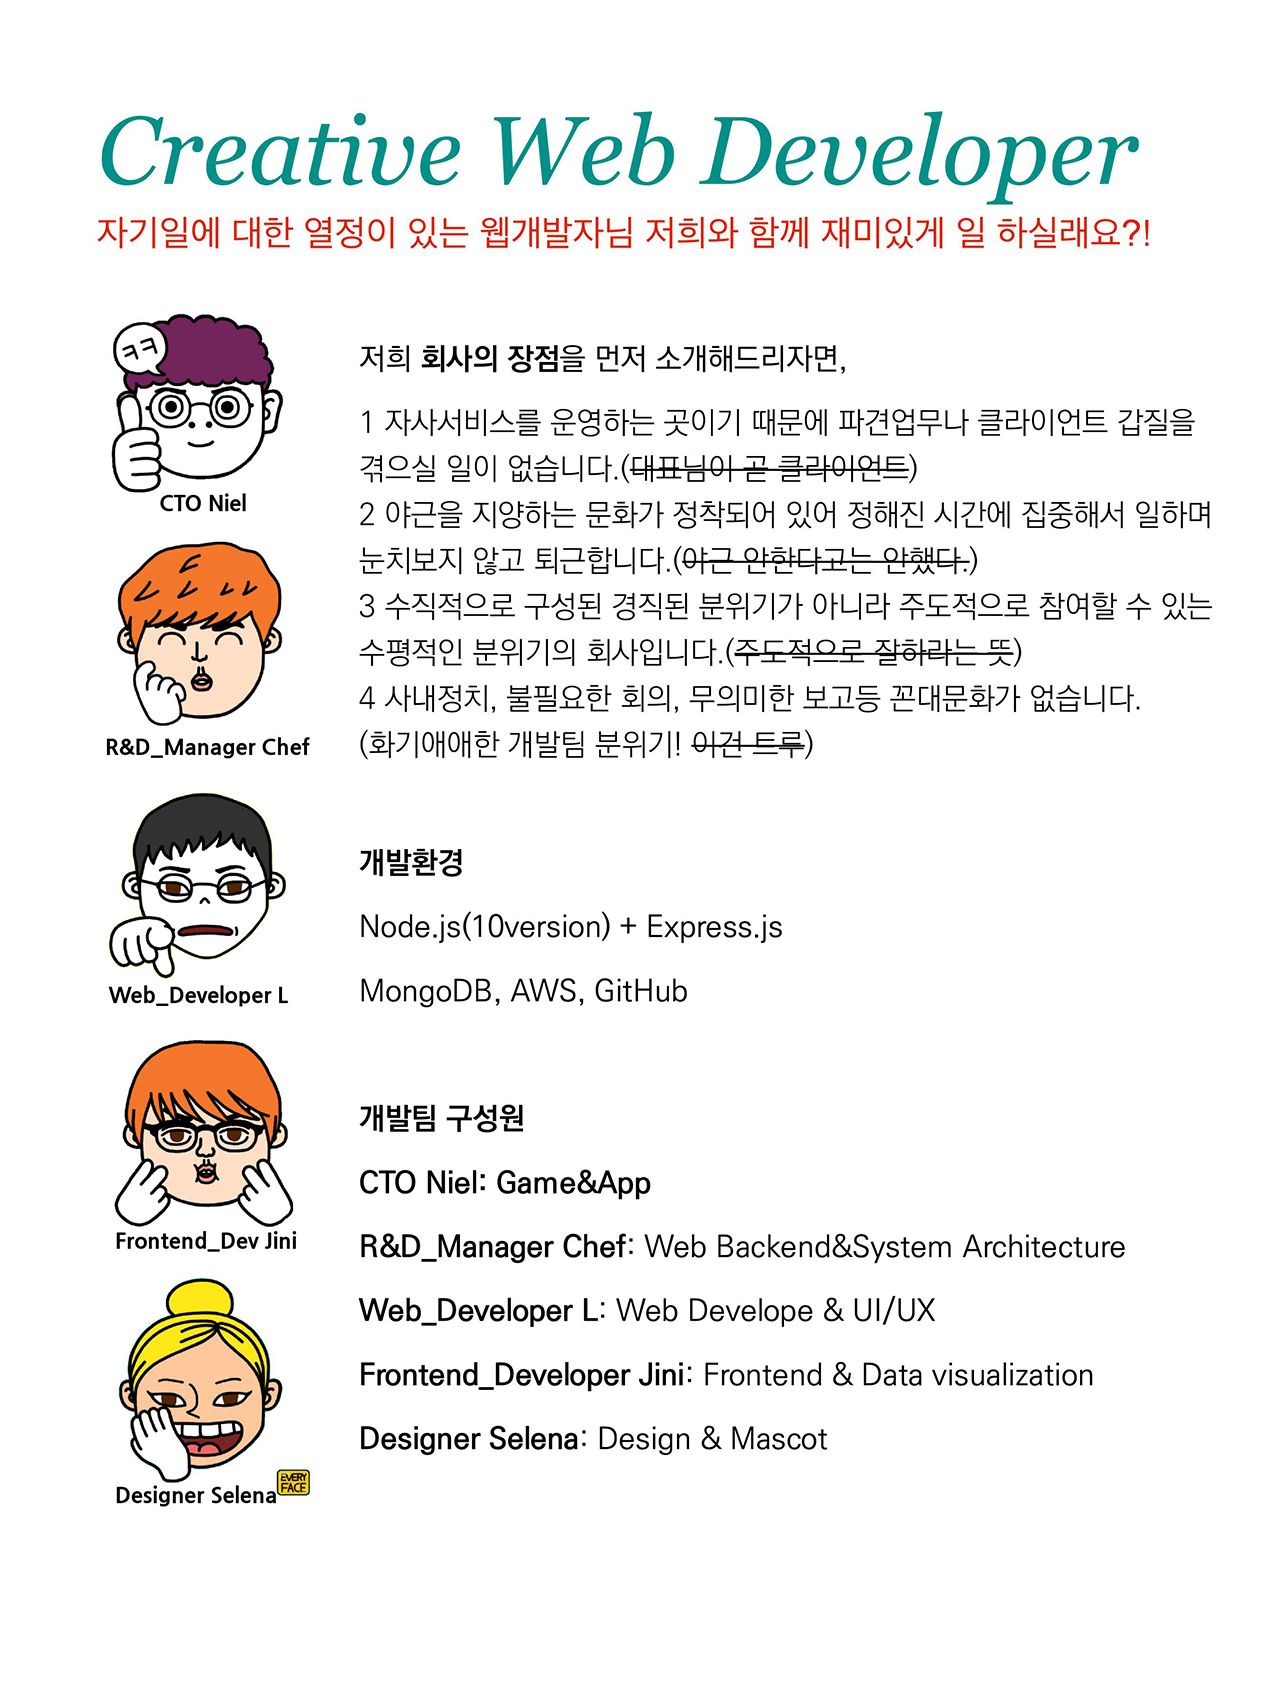 Creative Web Developer
자기일에 대한 열정이 있는 웹개발자님 저희와 함께 재미있게 일 하실래요?!
ㅋㅋ
CTO Niel
R&D_Manager Chef
Web_Developer L
Frontend_Dev Jini
Designer Selena
EVERY
FACE
저희 회사의 장점을 먼저 소개해드리자면,
1 자사서비스를 운영하는 곳이기 때문에 파견업무나 클라이언트 갑질을
겪으실 일이 없습니다.(대표님이 곧 클라이언트)
2 야근을 지양하는 문화가 정착되어 있어 정해진 시간에 집중해서 일하며
눈치보지 않고 퇴근합니다.(야근 안한다고는 안했다.)
3 수직적으로 구성된 경직된 분위기가 아니라 주도적으로 참여할 수 있는
수평적인 분위기의 회사입니다.(주도적으로 잘하라는 뜻)
4 사내정치, 불필요한 회의, 무의미한 보고등 꼰대문화가 없습니다.
(화기애애한 개발팀 분위기! 이건 트루)
개발환경
Node.js(10version) + Express.js
MongoDB, AWS, GitHub
개발팀 구성원
CTO Niel: Game&App
R&D_Manager Chef: Web Backend&System Architecture
Web_Developer L: Web Develope & UI/UX
Frontend_Developer Jini: Frontend & Data visualization
Designer Selena: Design & Mascot